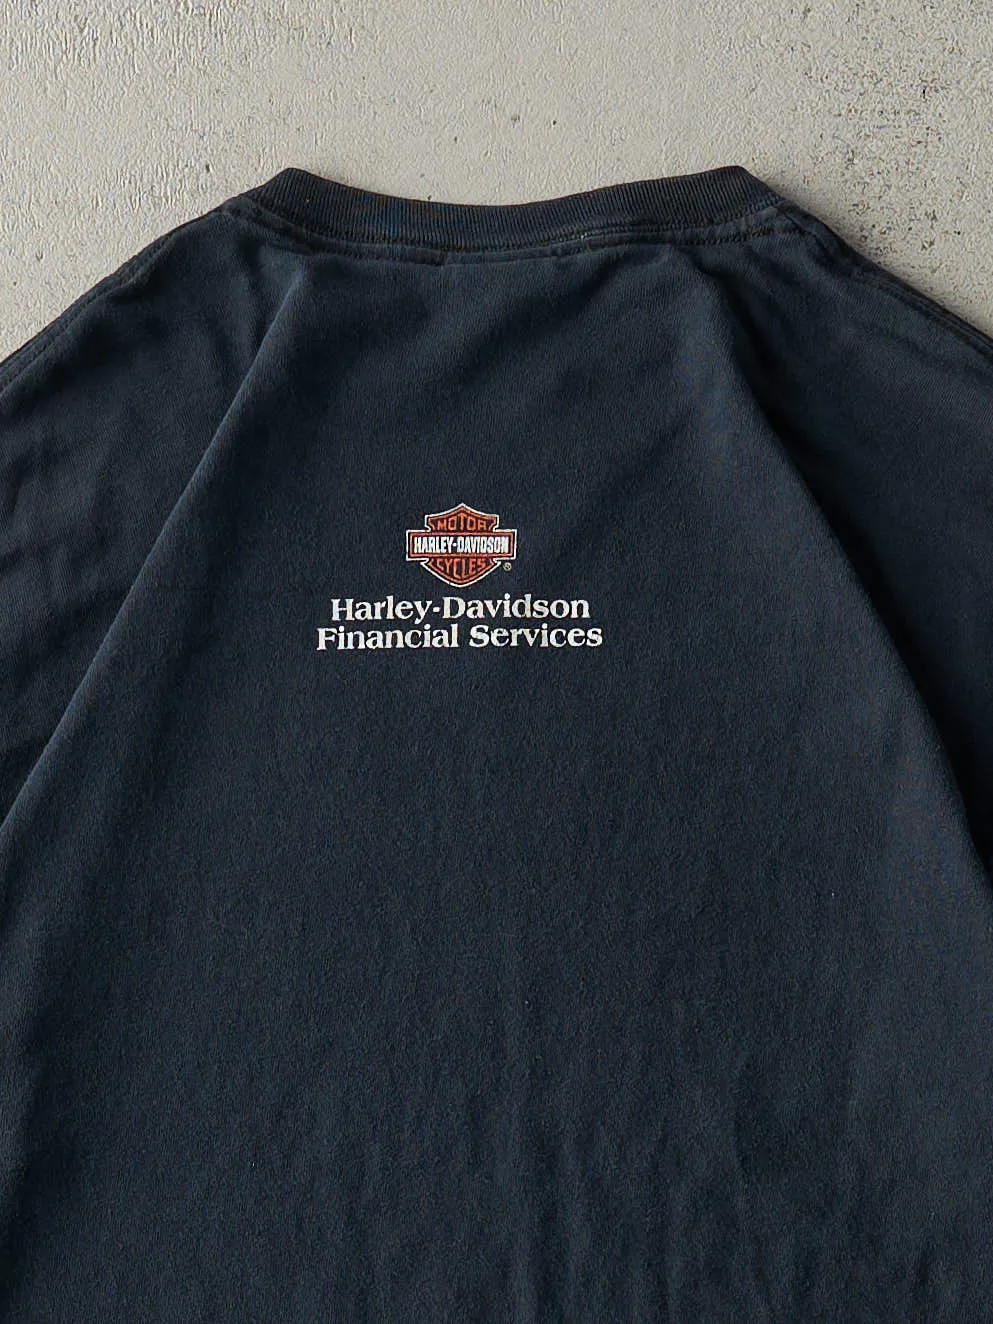 MOTOR
HARLEY-DAVIDSON
CYCLES
®
Harley-Davidson
Financial Services